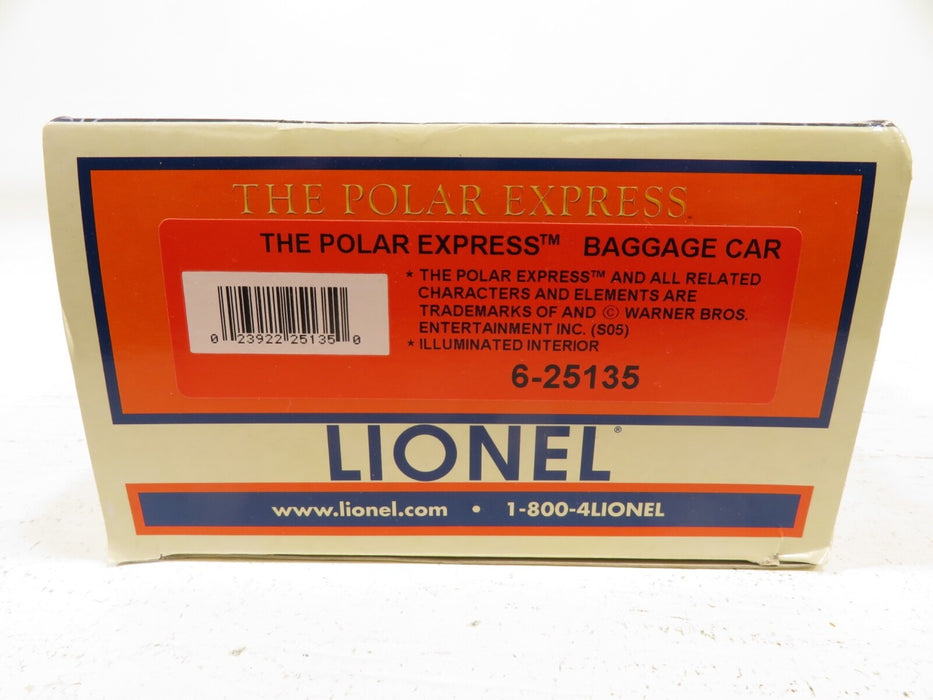 THE POLAR EXPRESS
THE POLAR EXPRESS™ BAGGAGE CAR
* THE POLAR EXPRESS™ AND ALL RELATED
CHARACTERS AND ELEMENTS ARE
TRADEMARKS OF AND © WARNER BROS.
ENTERTAINMENT INC. (S05)
* ILLUMINATED INTERIOR
0 23922 25135 0
6-25135
LIONEL®
www.lionel.com • 1-800-4LIONEL